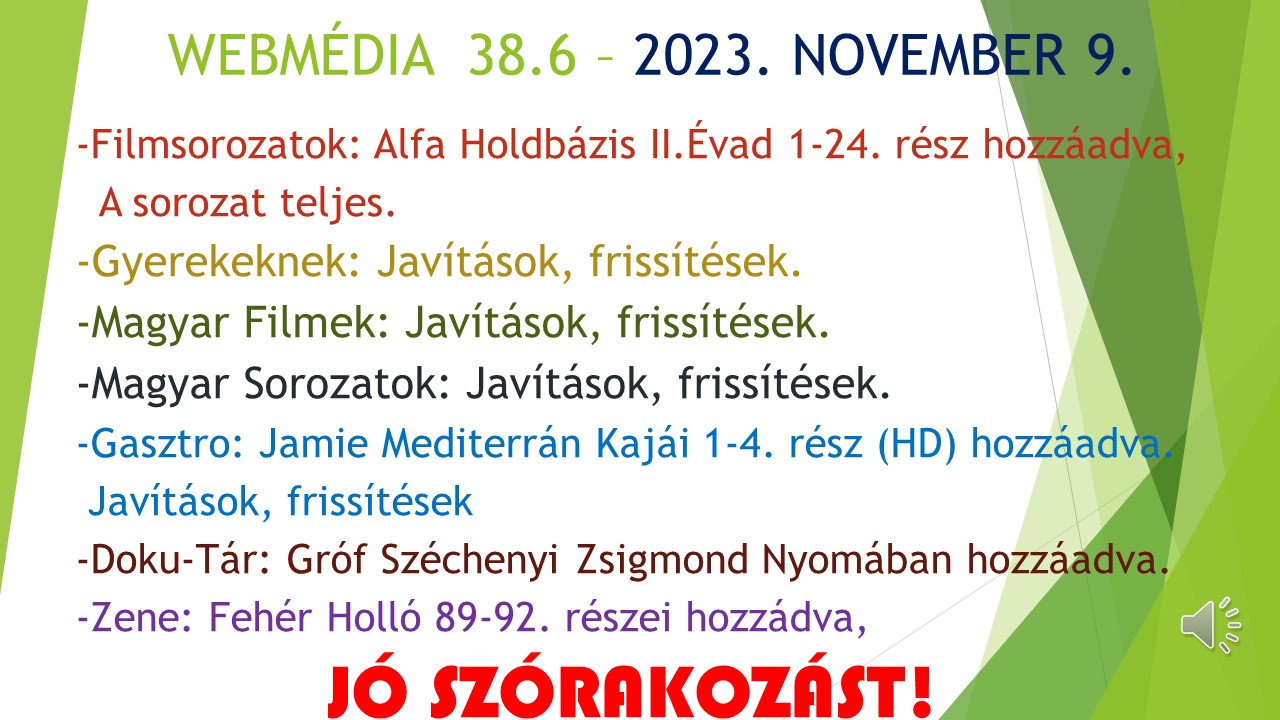 WEBMÉDIA 38.6 – 2023. NOVEMBER 9.
-Filmsorozatok: Alfa Holdbázis II.Évad 1-24. rész hozzáadva,
A sorozat teljes.
-Gyerekeknek: Javítások, frissítések.
-Magyar Filmek: Javítások, frissítések.
-Magyar Sorozatok: Javítások, frissítések.
-Gasztro: Jamie Mediterrán Kajái 1-4. rész (HD) hozzáadva.
Javítások, frissítések
-Doku-Tár: Gróf Széchenyi Zsigmond Nyomában hozzáadva.
-Zene: Fehér Holló 89-92. részei hozzádva,
JÓ SZÓRAKOZÁST!